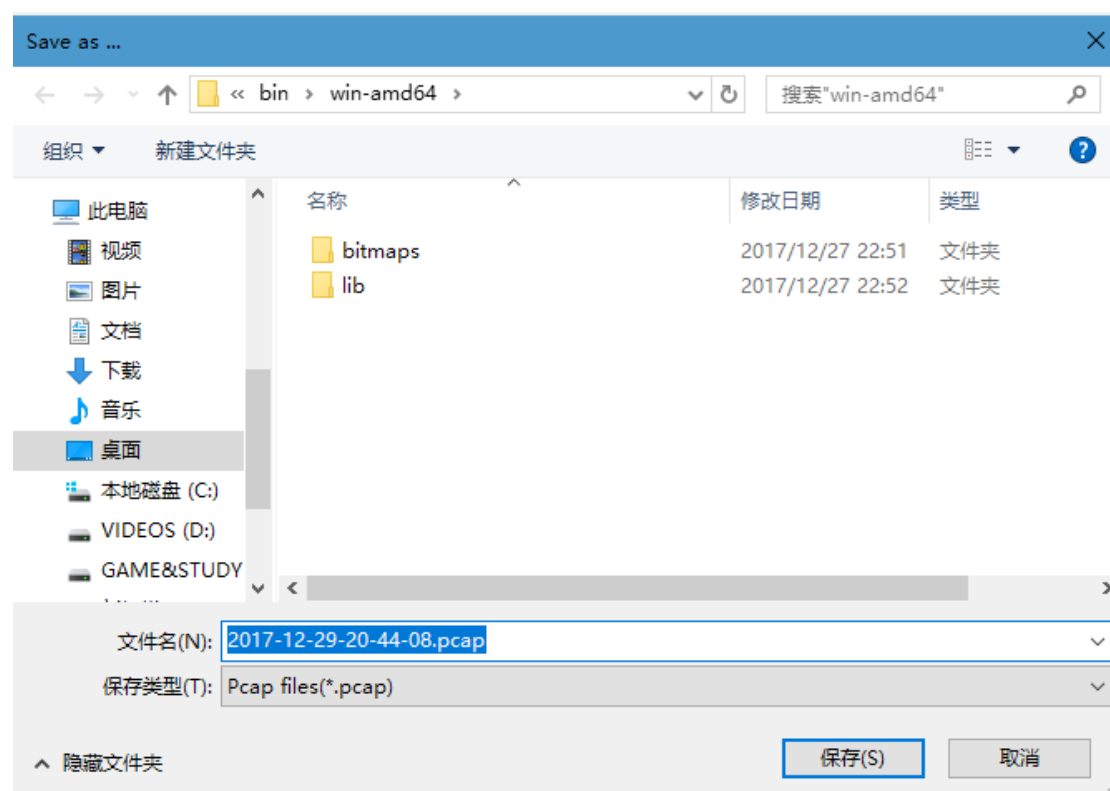 Save as ...
« bin › win-amd64 ›
搜索"win-amd64"
组织
新建文件夹
此电脑
视频
图片
文档
下载
音乐
桌面
本地磁盘 (C:)
VIDEOS (D:)
GAME&STUDY
名称 修改日期 类型
bitmaps 2017/12/27 22:51 文件夹
lib 2017/12/27 22:52 文件夹
文件名(N): 2017-12-29-20-44-08.pcap
保存类型(T): Pcap files(*.pcap)
隐藏文件夹
保存(S)
取消